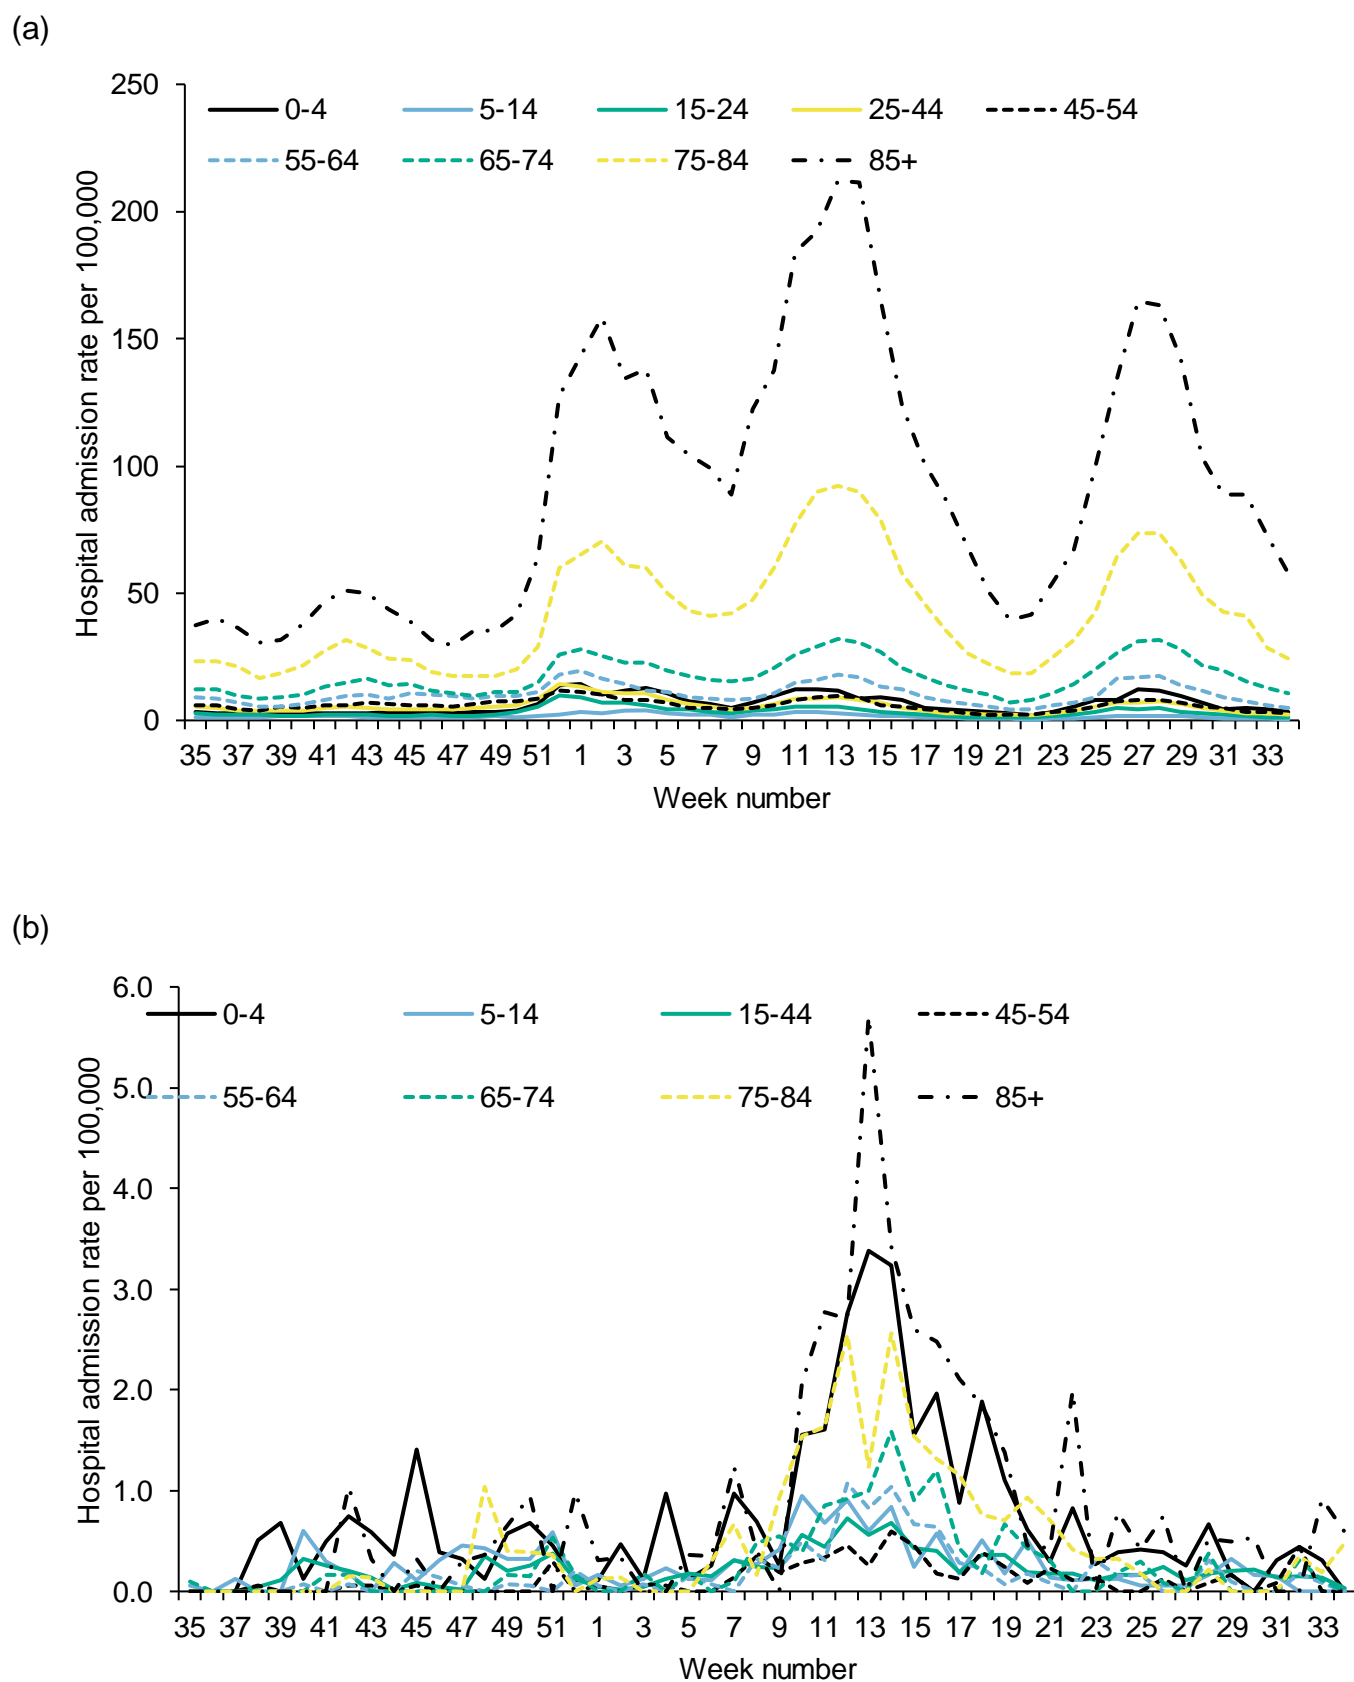 (a)
250
0-4 5-14 15-24 25-44 45-54
55-64 65-74 75-84 85+
200
150
100
50
0
Hospital admission rate per 100,000
35 37 39 41 43 45 47 49 51 1 3 5 7 9 11 13 15 17 19 21 23 25 27 29 31 33
Week number
(b)
6.0
0-4 5-14 15-44 45-54
5.0
55-64 65-74 75-84 85+
4.0
3.0
2.0
1.0
0.0
Hospital admission rate per 100,000
35 37 39 41 43 45 47 49 51 1 3 5 7 9 11 13 15 17 19 21 23 25 27 29 31 33
Week number